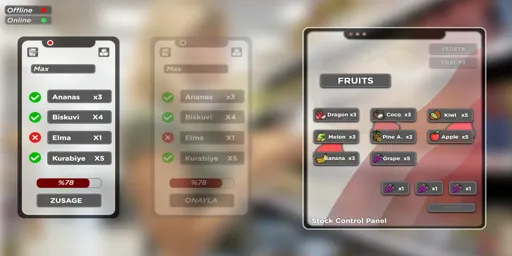 Offline
Online
Max
Ananas X3
Biskuvi X4
Elma X1
Kurabiye X5
%78
ZUSAGE
Max
Ananas x3
Biskuvi X4
Elma X1
Kurabiye X5
%78
ONAYLA
SNACKS
FRUITS
Dragon x3
Coco x3
Kiwi x5
Melon x3
Pine A. x3
Apple x5
Banana x3
Grape x5
x1
x1
x1
Stock Control Panel